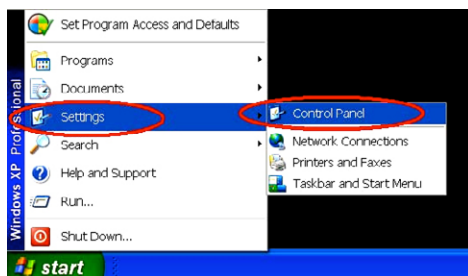 Set Program Access and Defaults
Programs
Documents
Settings
Search
Help and Support
Run...
Shut Down...
Windows XP Professional
Control Panel
Network Connections
Printers and Faxes
Taskbar and Start Menu
start